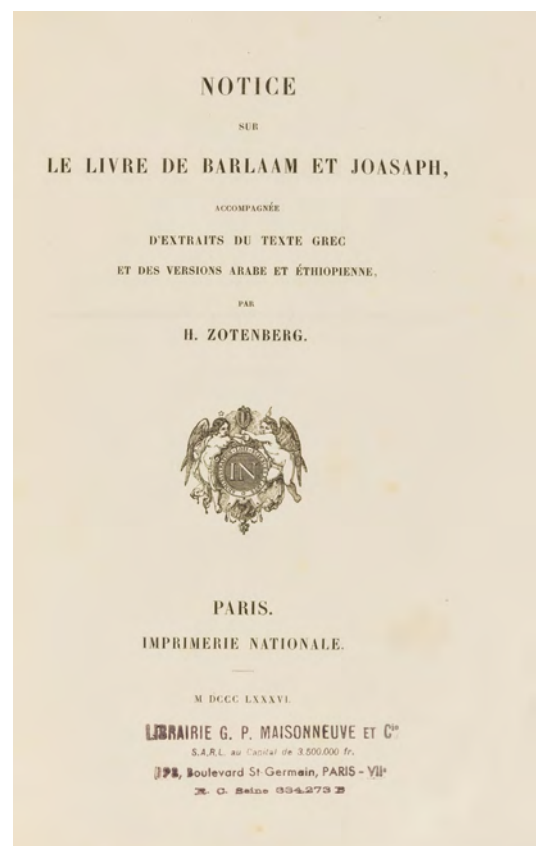 NOTICE
SUR
LE LIVRE DE BARLAAM ET JOASAPH,
ACCOMPAGNÉE
D'EXTRAITS DU TEXTE GREC
ET DES VERSIONS ARABE ET ÉTHIOPIENNE,
PAR
H. ZOTENBERG.
IN
PARIS.
IMPRIMERIE NATIONALE.
M DCCC LXXXVI.
LIBRAIRIE G. P. MAISONNEUVE ET Cie
S.A.R.L. au Capital de 3.500.000 fr.
198, Boulevard St-Germain, PARIS - VIIe
R. C. Seine 334.273 B